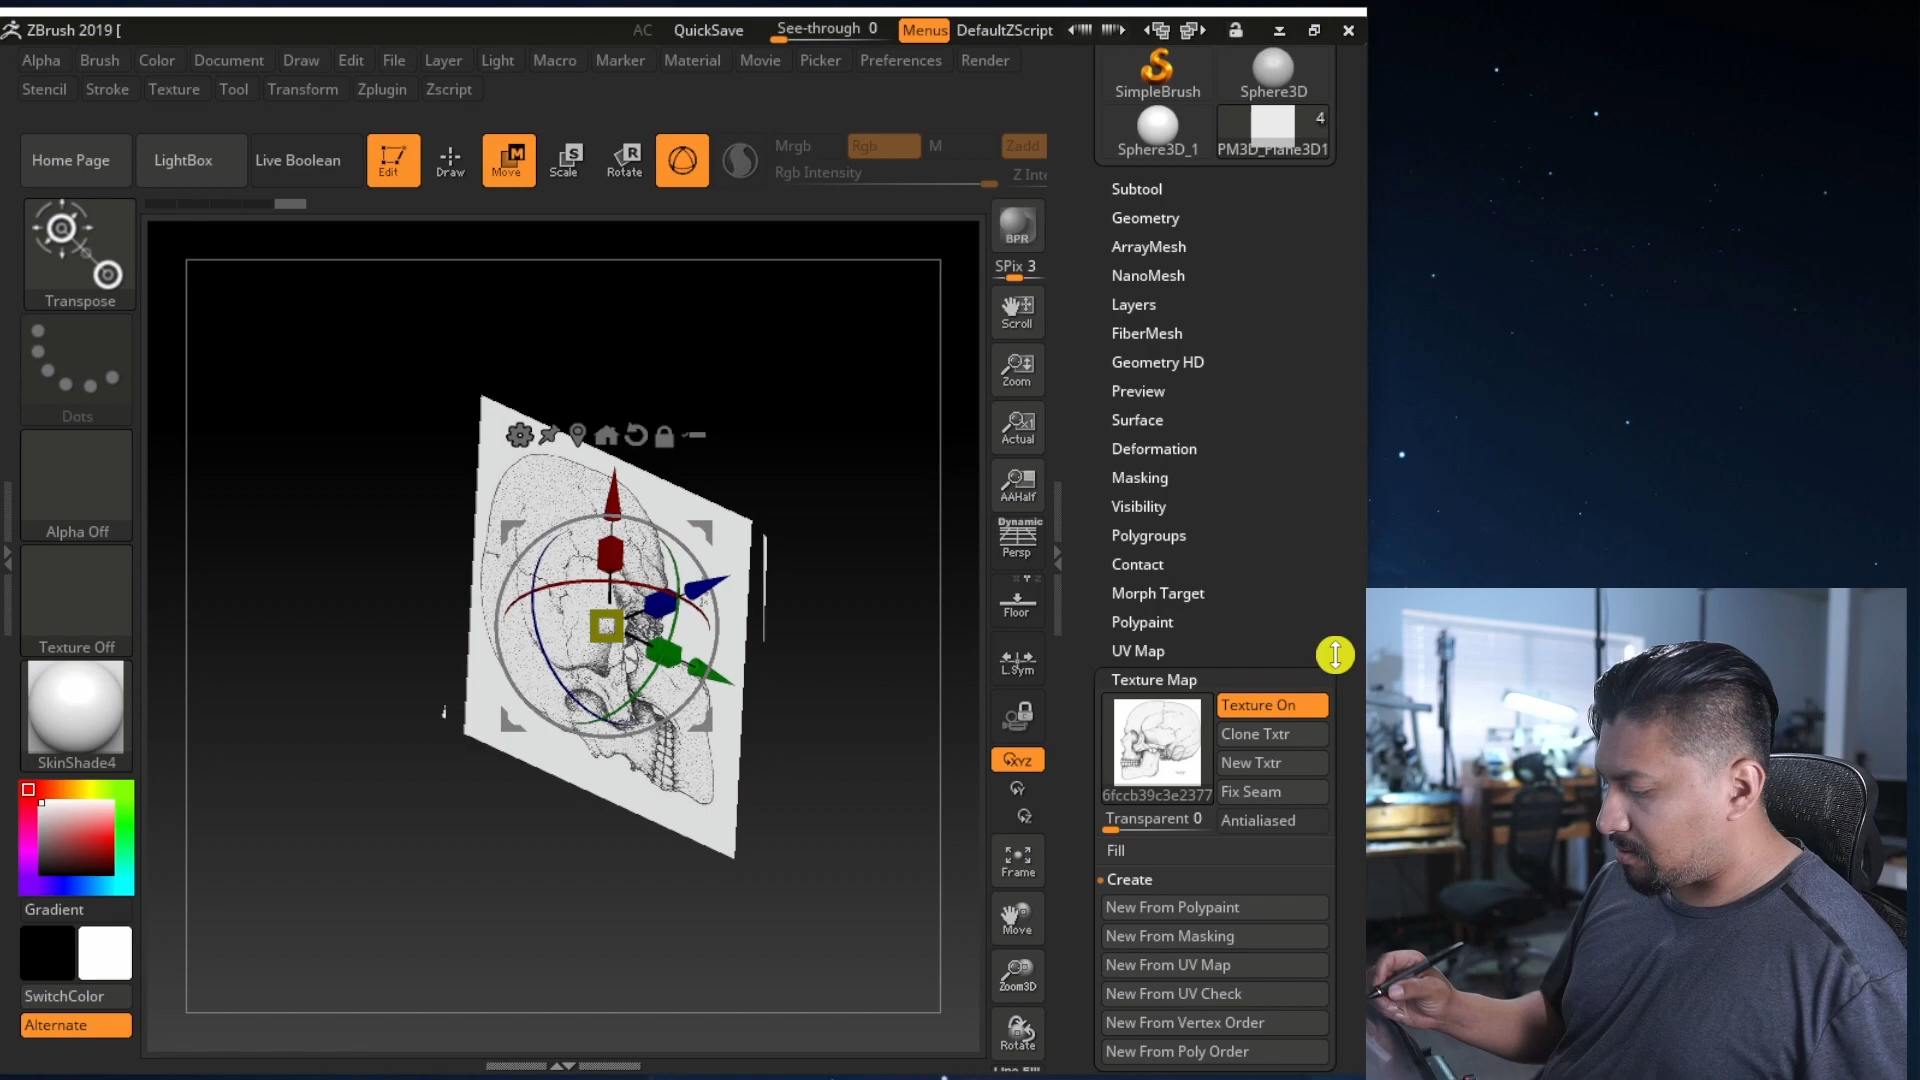 ZBrush 2019 [
AC
QuickSave
See-through 0
Menus
DefaultZScript
Alpha Brush Color Document Draw Edit File Layer Light Macro Marker Material Movie Picker Preferences Render
Stencil Stroke Texture Tool Transform Zplugin Zscript
Home Page
LightBox
Live Boolean
Edit
Draw
Move
Scale
Rotate
Mrgb
Rgb
M
Zadd
Rgb Intensity
Z Inte
SimpleBrush
Sphere3D
Sphere3D_1
4
PM3D_Plane3D1
Transpose
Dots
Alpha Off
Texture Off
SkinShade4
Gradient
SwitchColor
Alternate
BPR
SPix 3
Scroll
Zoom
Actual
AAHalf
Dynamic
Persp
Floor
L.Sym
XYZ
Frame
Move
Zoom3D
Rotate
Line Fill
Subtool
Geometry
ArrayMesh
NanoMesh
Layers
FiberMesh
Geometry HD
Preview
Surface
Deformation
Masking
Visibility
Polygroups
Contact
Morph Target
Polypaint
UV Map
Texture Map
Texture On
Clone Txtr
New Txtr
Fix Seam
6fccb39c3e2377
Transparent 0
Antialiased
Fill
Create
New From Polypaint
New From Masking
New From UV Map
New From UV Check
New From Vertex Order
New From Poly Order